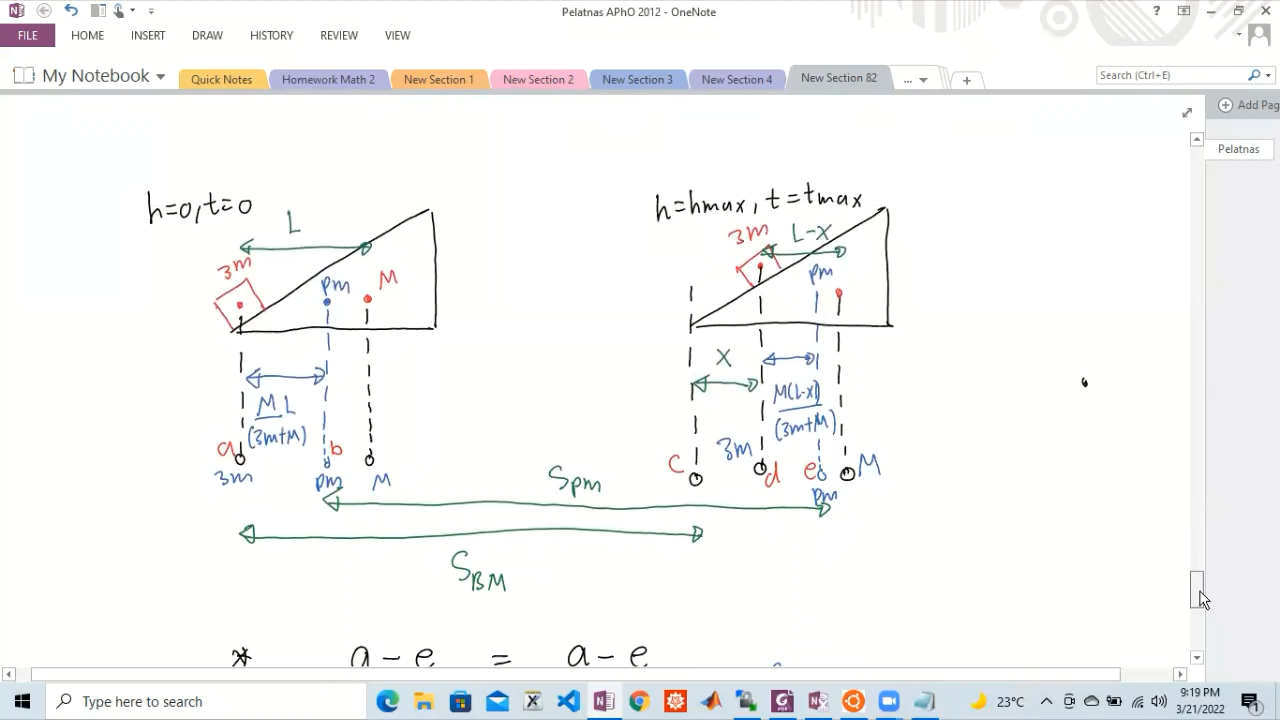 Pelatnas APhO 2012 - OneNote
FILE HOME INSERT DRAW HISTORY REVIEW VIEW
My Notebook Quick Notes Homework Math 2 New Section 1 New Section 2 New Section 3 New Section 4 New Section 82 ... Search (Ctrl+E)
Add Pag
Pelatnas
h=0, t=0
h=hmax, t=tmax
L
3m
L-x
3m
pm
M
pm
x
ML
(3m+M)
M(L-x)
(3m+M)
a
b
3m
c
d
e
M
3m
pm
M
pm
Spm
SBM
* a-e = a-e
Type here to search
23°C
9:19 PM
3/21/2022